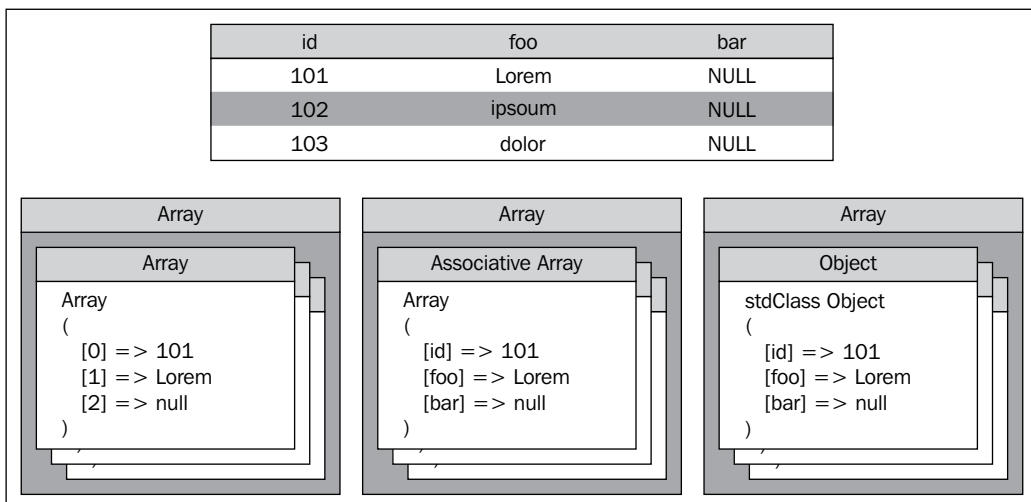 id foo bar
101 Lorem NULL
102 ipsoum NULL
103 dolor NULL
Array
Array
Array
(
[0] => 101
[1] => Lorem
[2] => null
)
Array
Associative Array
Array
(
[id] => 101
[foo] => Lorem
[bar] => null
)
Array
Object
stdClass Object
(
[id] => 101
[foo] => Lorem
[bar] => null
)